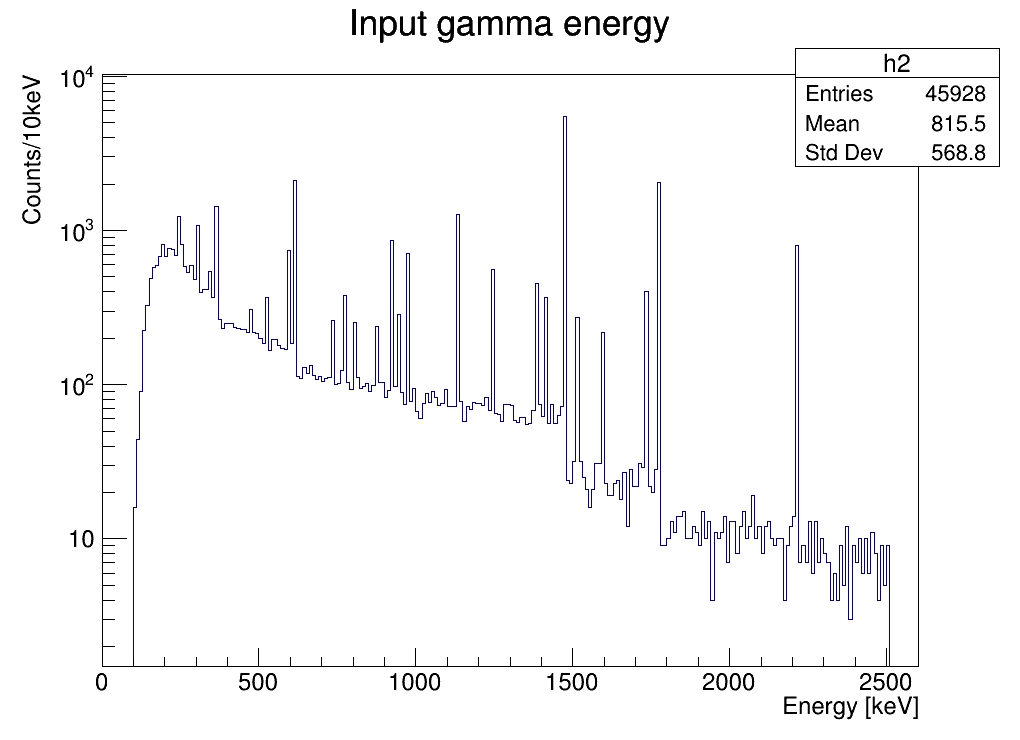 Input gamma energy
h2
Entries 45928
Mean 815.5
Std Dev 568.8
Counts/10keV
10^4
10^3
10^2
10
0 500 1000 1500 2000 2500
Energy [keV]